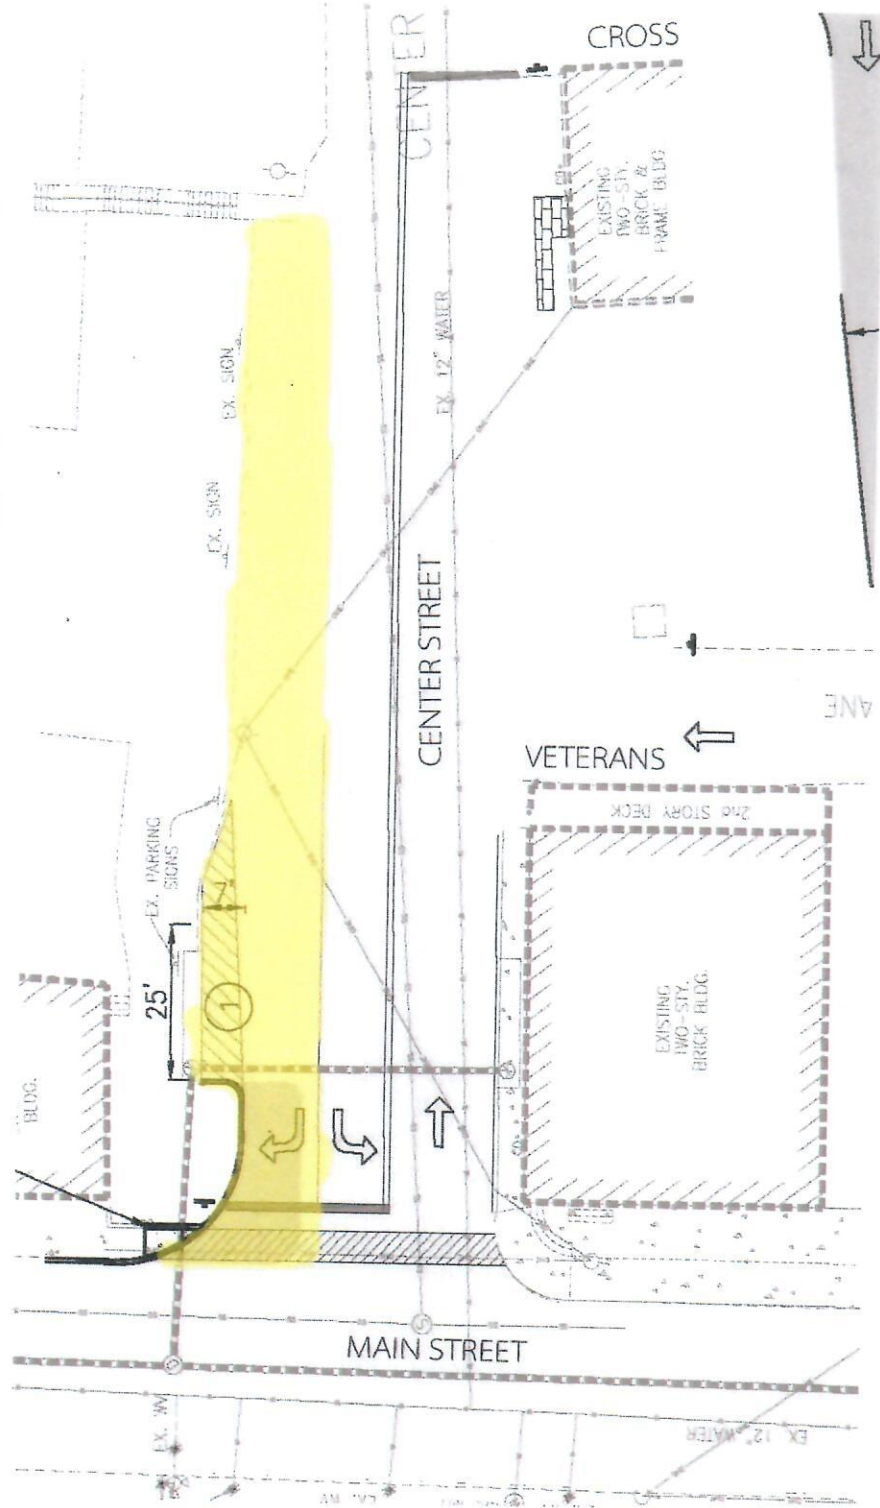 CENTER
CROSS
EXISTING
TWO-STY.
BRICK &
FRAME BLDG
EX. SIGN
EX. 12" WATER
EX. SIGN
CENTER STREET
ANE
VETERANS
2nd STORY DECK
EX. PARKING
SIGNS
7'
25'
1
EXISTING
TWO-STY.
BRICK BLDG.
BLDG.
S
MAIN STREET
D
EX. WV
EX. 12" WATER